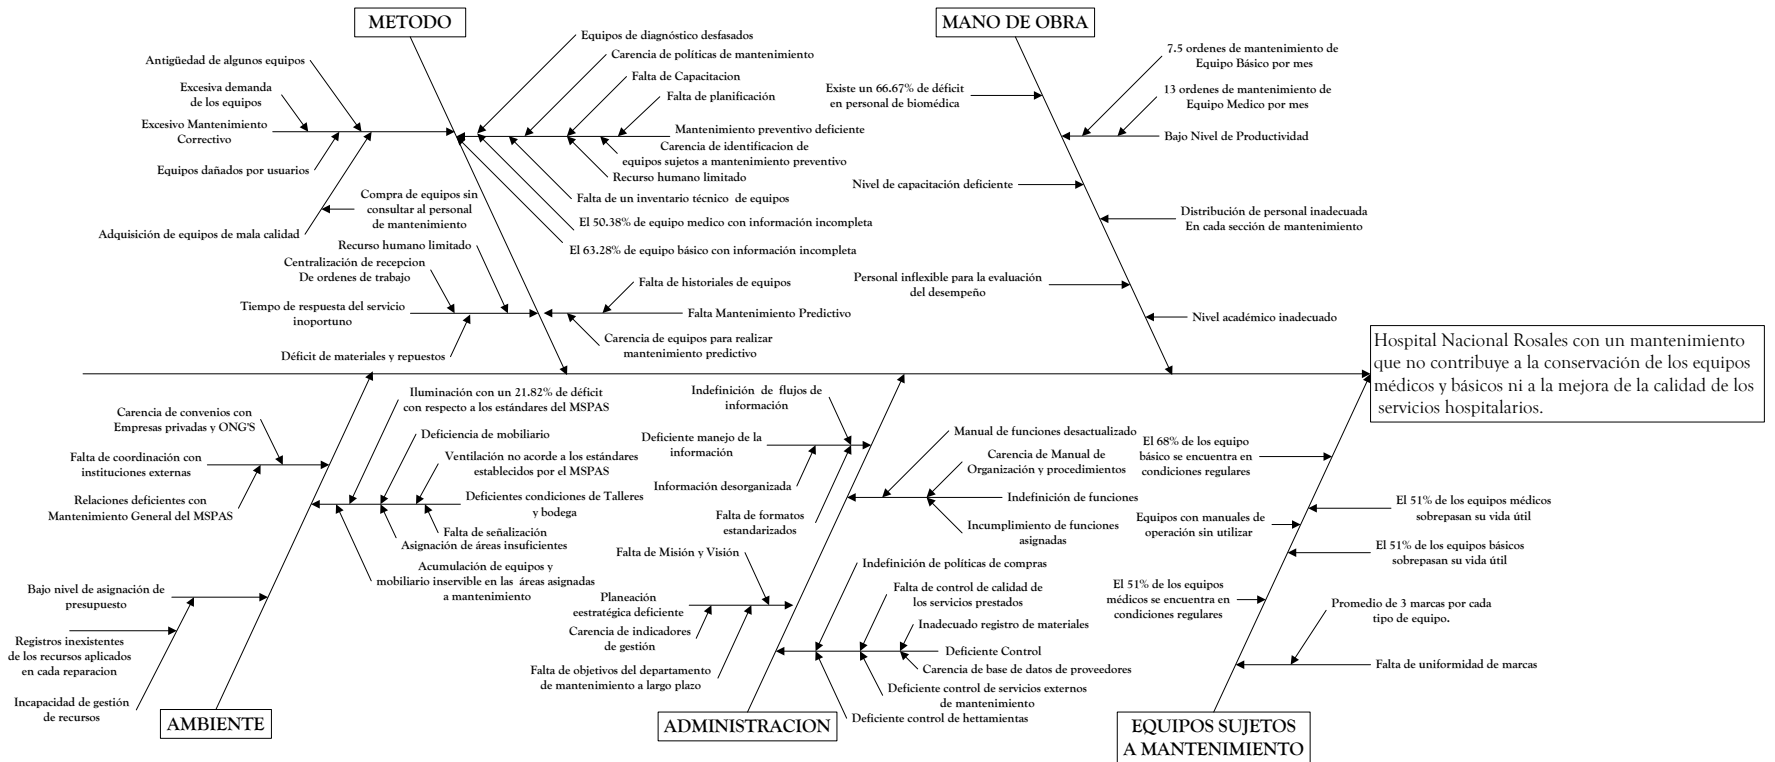 METODO
MANO DE OBRA
Equipos de diagnóstico desfasados
Carencia de políticas de mantenimiento
Antigüedad de algunos equipos
Falta de Capacitacion
Excesiva demanda
de los equipos
Falta de planificación
Excesivo Mantenimiento
Correctivo
Mantenimiento preventivo deficiente
Carencia de identificacion de
equipos sujetos a mantenimiento preventivo
Equipos dañados por usuarios
Recurso humano limitado
Compra de equipos sin
consultar al personal
de mantenimiento
Falta de un inventario técnico de equipos
El 50.38% de equipo medico con información incompleta
Adquisición de equipos de mala calidad
El 63.28% de equipo básico con información incompleta
Recurso humano limitado
Centralización de recepcion
De ordenes de trabajo
Falta de historiales de equipos
Tiempo de respuesta del servicio
inoportuno
Falta Mantenimiento Predictivo
Carencia de equipos para realizar
mantenimiento predictivo
Déficit de materiales y repuestos
7.5 ordenes de mantenimiento de
Equipo Básico por mes
Existe un 66.67% de déficit
en personal de biomédica
13 ordenes de mantenimiento de
Equipo Medico por mes
Bajo Nivel de Productividad
Nivel de capacitación deficiente
Distribución de personal inadecuada
En cada sección de mantenimiento
Personal inflexible para la evaluación
del desempeño
Nivel académico inadecuado
Hospital Nacional Rosales con un mantenimiento
que no contribuye a la conservación de los equipos
médicos y básicos ni a la mejora de la calidad de los
servicios hospitalarios.
Iluminación con un 21.82% de déficit
con respecto a los estándares del MSPAS
Carencia de convenios con
Empresas privadas y ONG'S
Deficiencia de mobiliario
Falta de coordinación con
instituciones externas
Ventilación no acorde a los estándares
establecidos por el MSPAS
Relaciones deficientes con
Mantenimiento General del MSPAS
Deficientes condiciones de Talleres
y bodega
Falta de señalización
Asignación de áreas insuficientes
Acumulación de equipos y
mobiliario inservible en las áreas asignadas
a mantenimiento
Bajo nivel de asignación de
presupuesto
Registros inexistentes
de los recursos aplicados
en cada reparacion
Incapacidad de gestión
de recursos
AMBIENTE
Indefinición de flujos de
información
Deficiente manejo de la
información
Manual de funciones desactualizado
Carencia de Manual de
Organización y procedimientos
Información desorganizada
Indefinición de funciones
Falta de formatos
estandarizados
Incumplimiento de funciones
asignadas
Falta de Misión y Visión
Indefinición de políticas de compras
Planeación
eestratégica deficiente
Falta de control de calidad de
los servicios prestados
Carencia de indicadores
de gestión
Inadecuado registro de materiales
Deficiente Control
Carencia de base de datos de proveedores
Falta de objetivos del departamento
de mantenimiento a largo plazo
Deficiente control de servicios externos
de mantenimiento
Deficiente control de hettamientas
ADMINISTRACION
El 68% de los equipo
básico se encuentra en
condiciones regulares
El 51% de los equipos médicos
sobrepasan su vida útil
Equipos con manuales de
operación sin utilizar
El 51% de los equipos básicos
sobrepasan su vida útil
El 51% de los equipos
médicos se encuentra en
condiciones regulares
Promedio de 3 marcas por cada
tipo de equipo.
Falta de uniformidad de marcas
EQUIPOS SUJETOS
A MANTENIMIENTO